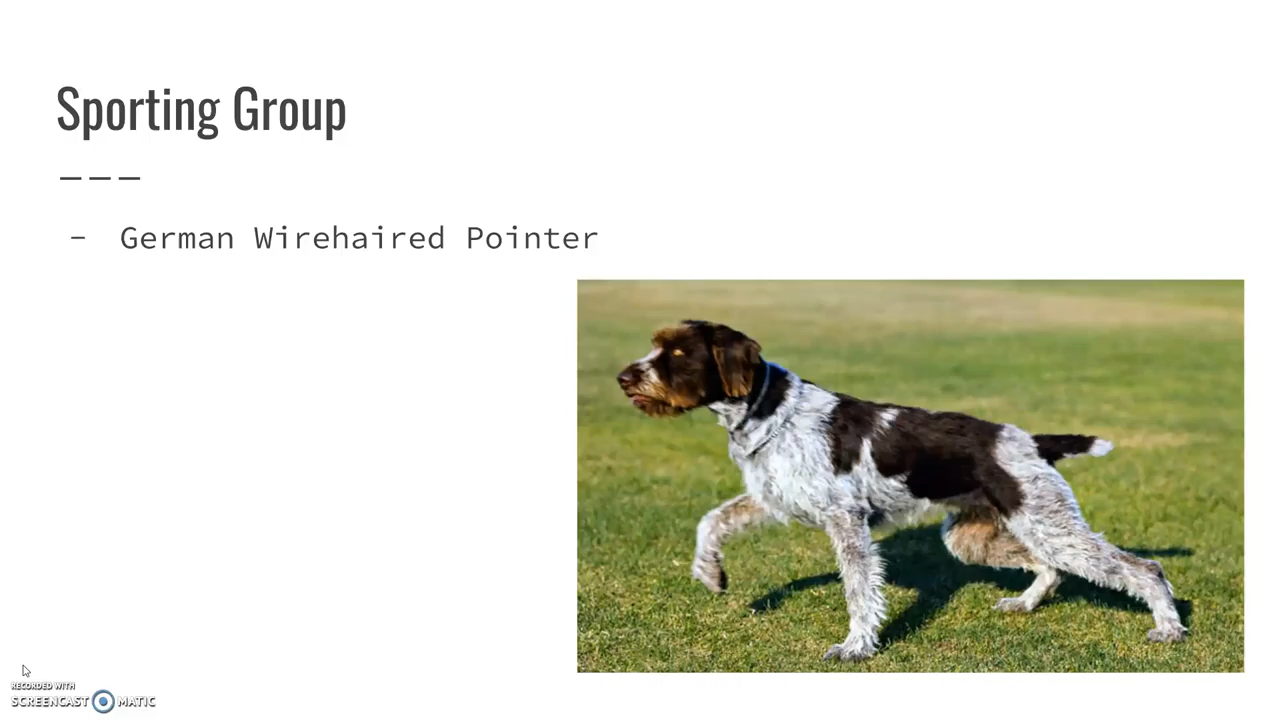 Sporting Group
- German Wirehaired Pointer
RECORDED WITH
SCREENCAST MATIC